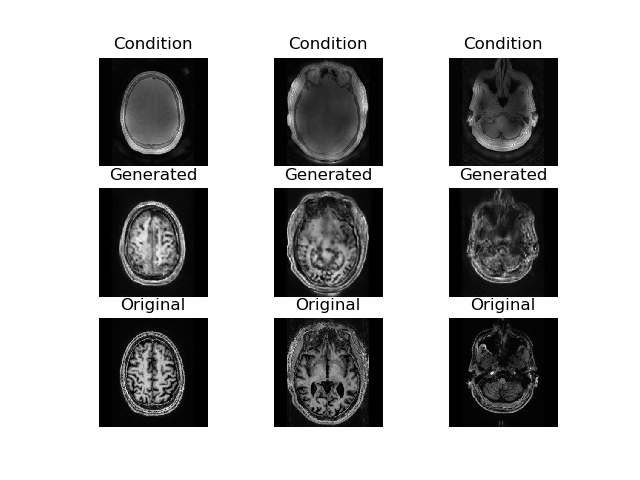 Condition Condition Condition
Generated Generated Generated
Original Original Original